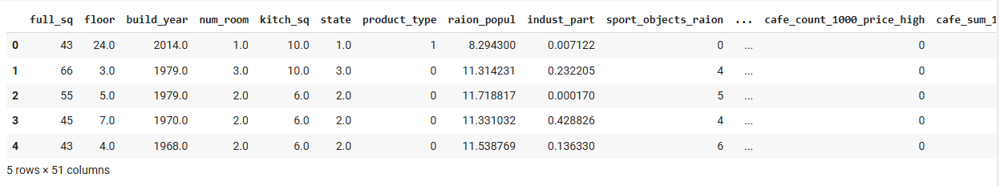 full_sq floor build_year num_room kitch_sq state product_type raion_popul indust_part sport_objects_raion ... cafe_count_1000_price_high cafe_sum_1
0 43 24.0 2014.0 1.0 10.0 1.0 1 8.294300 0.007122 0 ... 0
1 66 3.0 1979.0 3.0 10.0 3.0 0 11.314231 0.232205 4 ... 0
2 55 5.0 1979.0 2.0 6.0 2.0 0 11.718817 0.000170 5 ... 0
3 45 7.0 1970.0 2.0 6.0 2.0 0 11.331032 0.428826 4 ... 0
4 43 4.0 1968.0 2.0 6.0 2.0 0 11.538769 0.136330 6 ... 0
5 rows × 51 columns